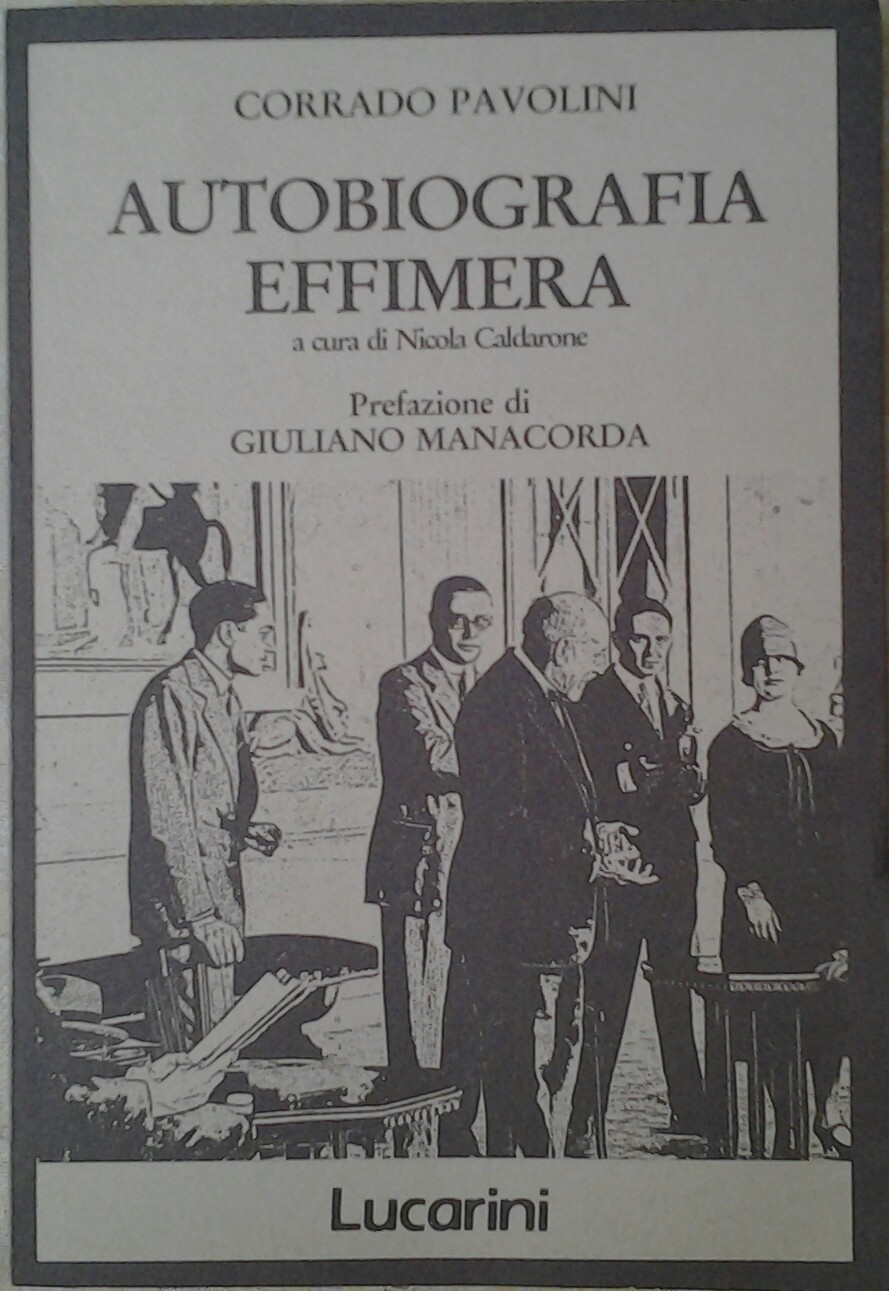 CORRADO PAVOLINI
AUTOBIOGRAFIA
EFFIMERA
a cura di Nicola Caldarone
Prefazione di
GIULIANO MANACORDA
Lucarini